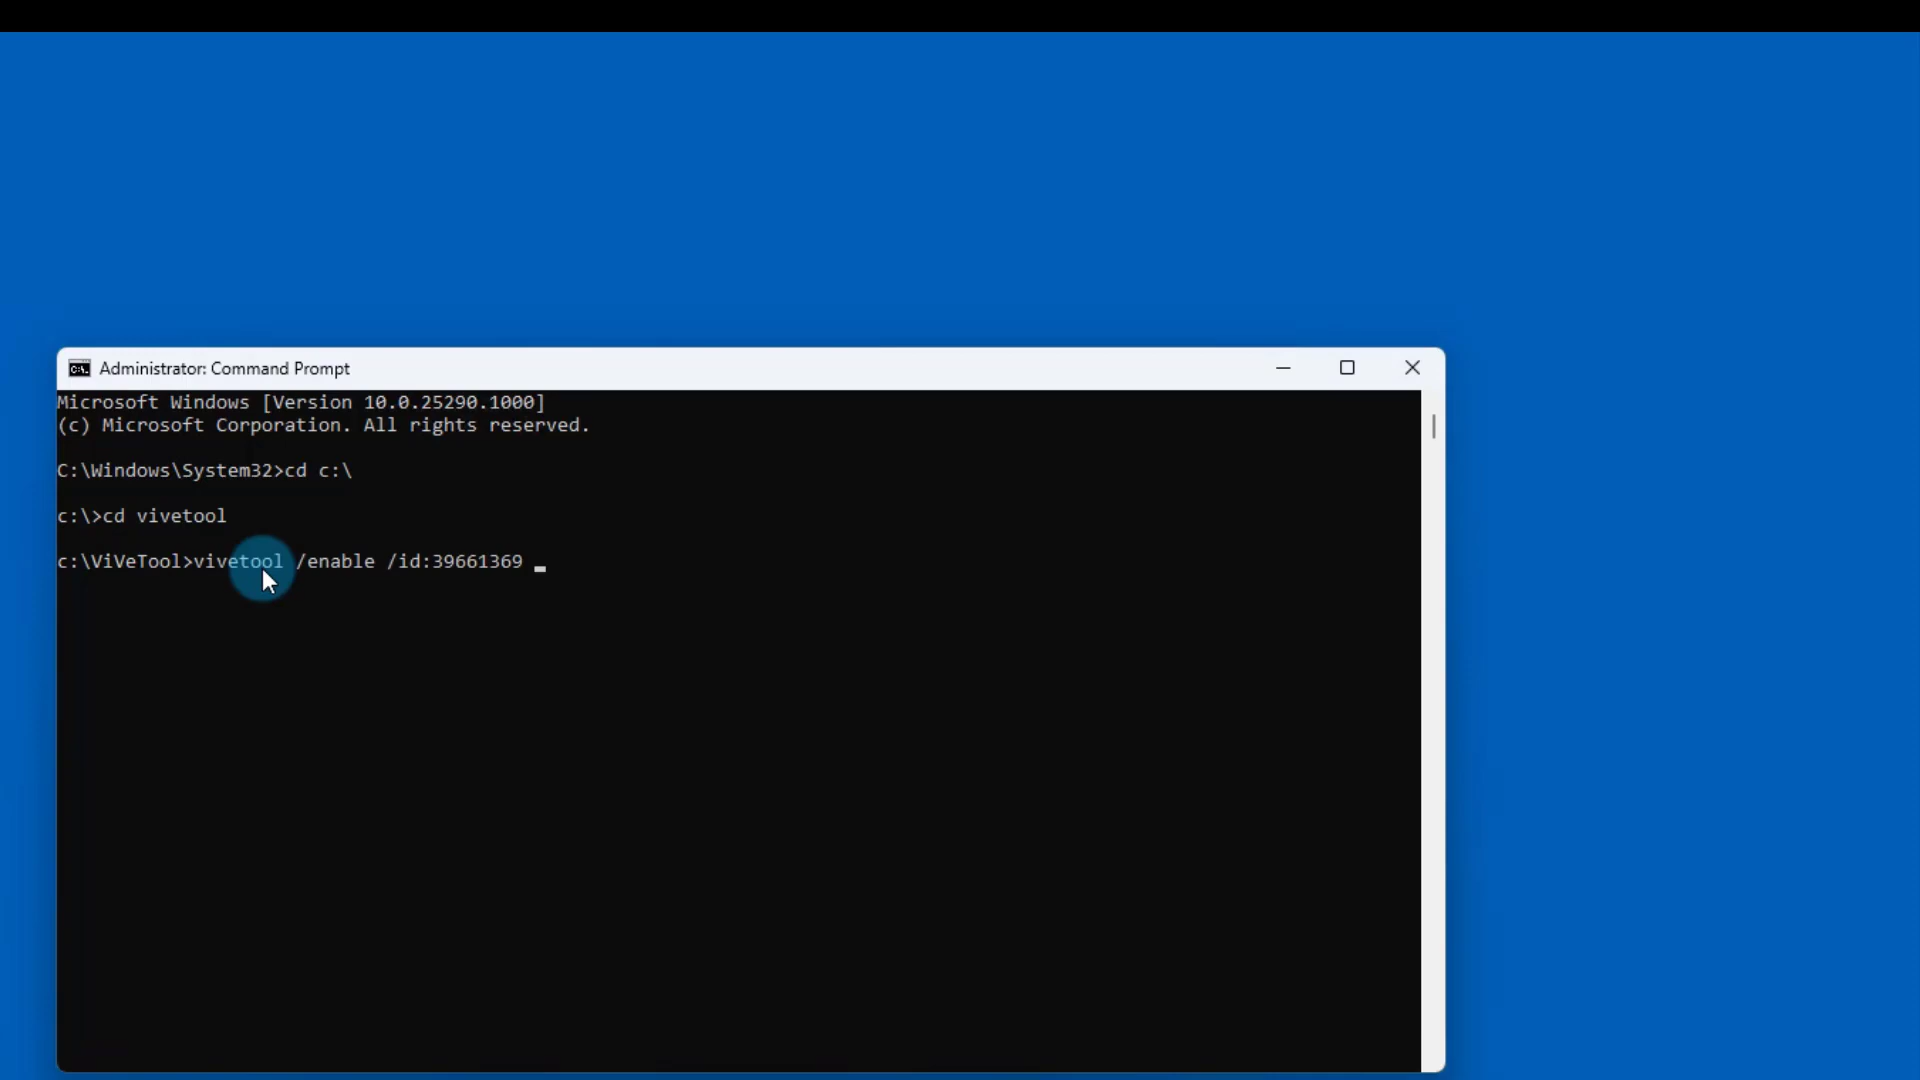 Administrator: Command Prompt
Microsoft Windows [Version 10.0.25290.1000]
(c) Microsoft Corporation. All rights reserved.
C:\Windows\System32>cd c:\
c:\>cd vivetool
c:\ViVeTool>vivetool /enable /id:39661369